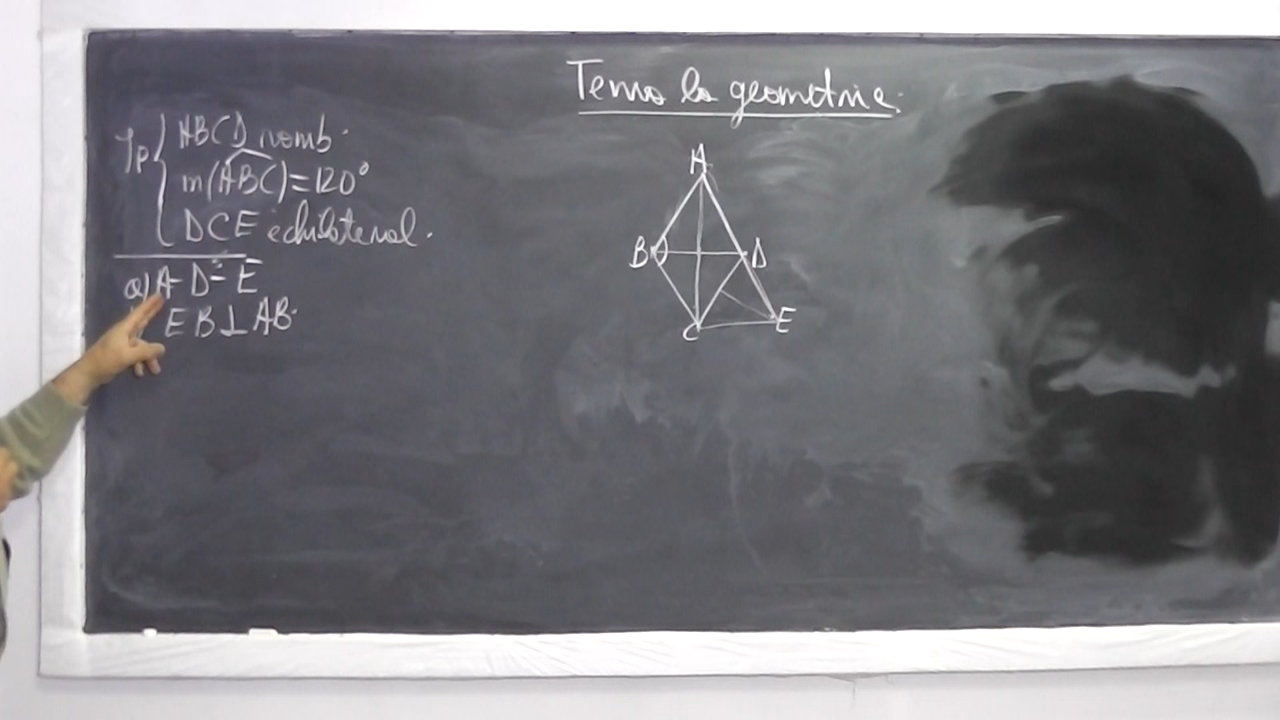 Tema la geometrie.
Ip { ABCD romb.
m(ABC)=120°
DCE echilateral.
a) A-D-E
EB⊥AB.
A
B
D
C
E